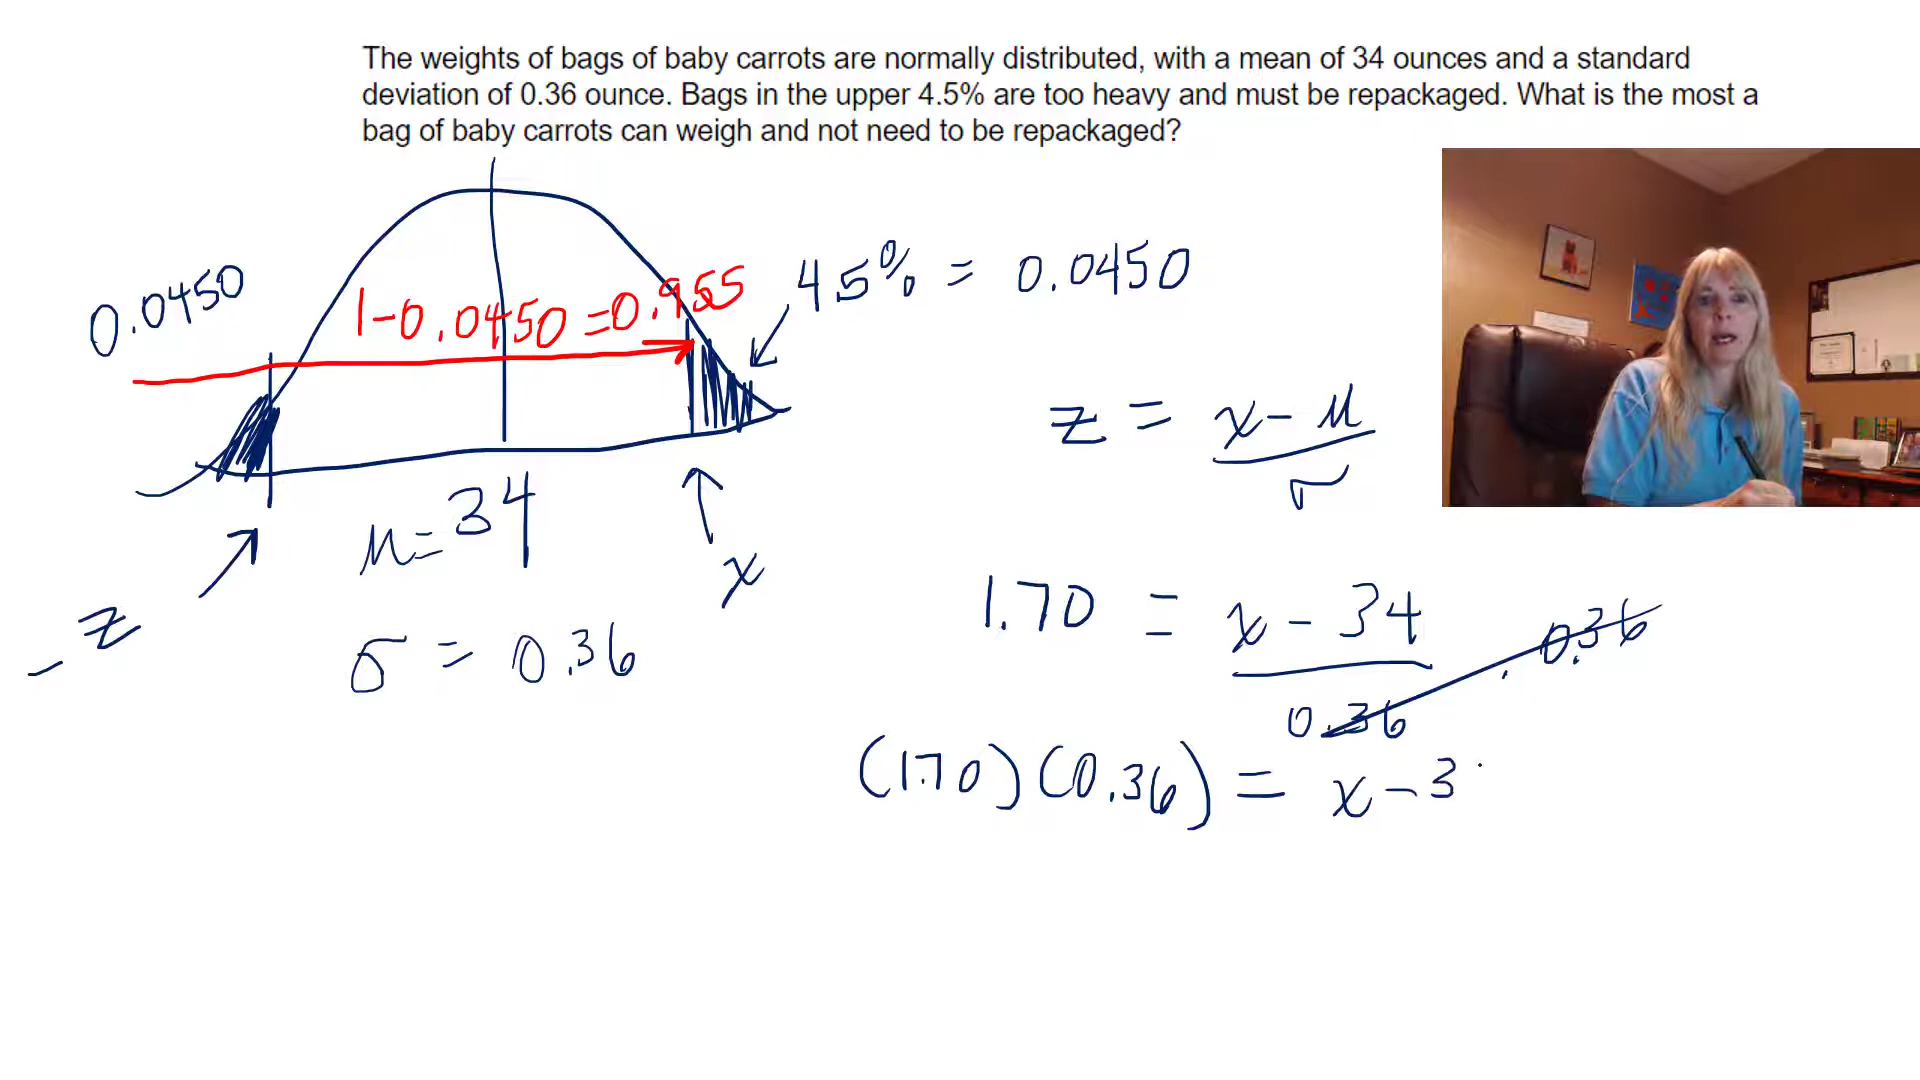 The weights of bags of baby carrots are normally distributed, with a mean of 34 ounces and a standard
deviation of 0.36 ounce. Bags in the upper 4.5% are too heavy and must be repackaged. What is the most a
bag of baby carrots can weigh and not need to be repackaged?
0.0450
1-0.0450=0.955
4.5% = 0.0450
z = x-μ
σ
μ= 34
x
-z
σ = 0.36
1.70 = x-34
0.36
. 0.36
(1.70)(0.36) = x-3